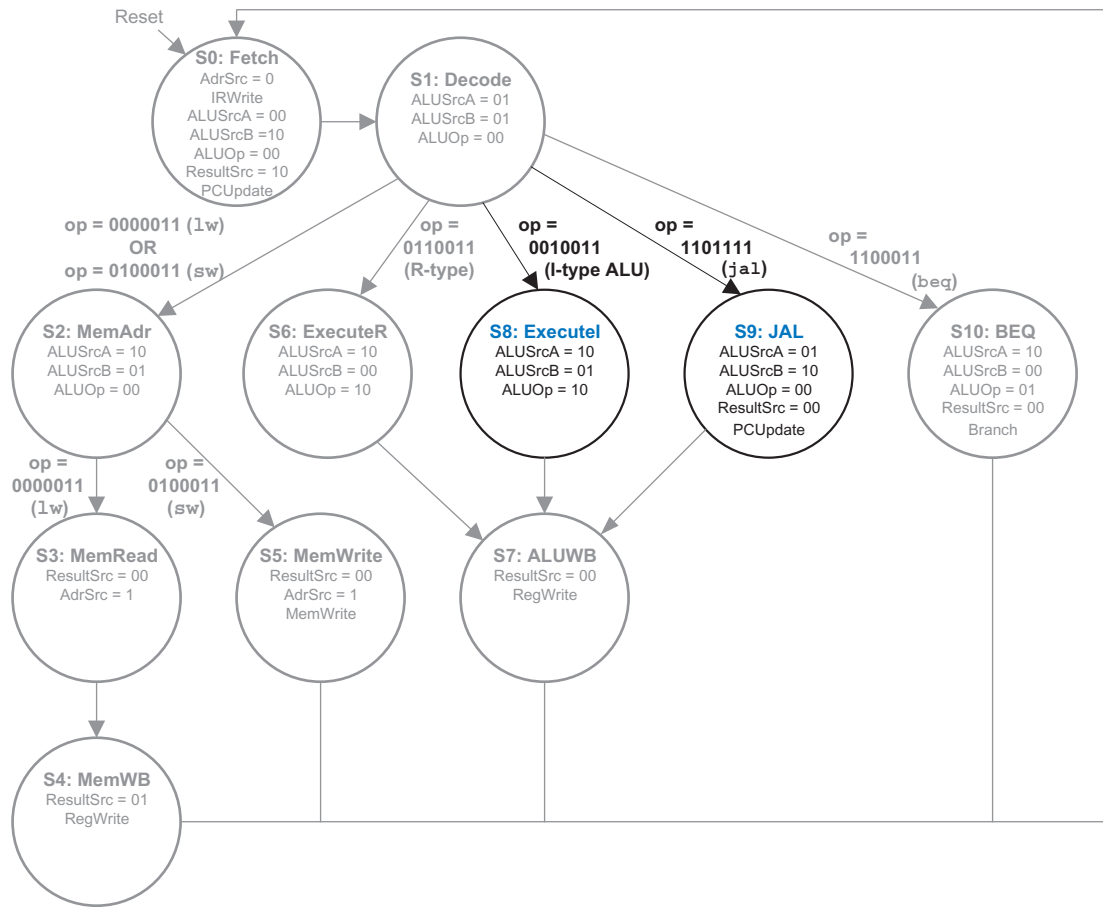 Reset
S0: Fetch
AdrSrc = 0
IRWrite
ALUSrcA = 00
ALUSrcB =10
ALUOp = 00
ResultSrc = 10
PCUpdate
S1: Decode
ALUSrcA = 01
ALUSrcB = 01
ALUOp = 00
op = 0000011 (lw)
OR
op = 0100011 (sw)
op =
0110011
(R-type)
op =
0010011
(I-type ALU)
op =
1101111
(jal)
op =
1100011
(beq)
S2: MemAdr
ALUSrcA = 10
ALUSrcB = 01
ALUOp = 00
S6: ExecuteR
ALUSrcA = 10
ALUSrcB = 00
ALUOp = 10
S8: ExecuteI
ALUSrcA = 10
ALUSrcB = 01
ALUOp = 10
S9: JAL
ALUSrcA = 01
ALUSrcB = 10
ALUOp = 00
ResultSrc = 00
PCUpdate
S10: BEQ
ALUSrcA = 10
ALUSrcB = 00
ALUOp = 01
ResultSrc = 00
Branch
op =
0000011
(lw)
op =
0100011
(sw)
S3: MemRead
ResultSrc = 00
AdrSrc = 1
S5: MemWrite
ResultSrc = 00
AdrSrc = 1
MemWrite
S7: ALUWB
ResultSrc = 00
RegWrite
S4: MemWB
ResultSrc = 01
RegWrite